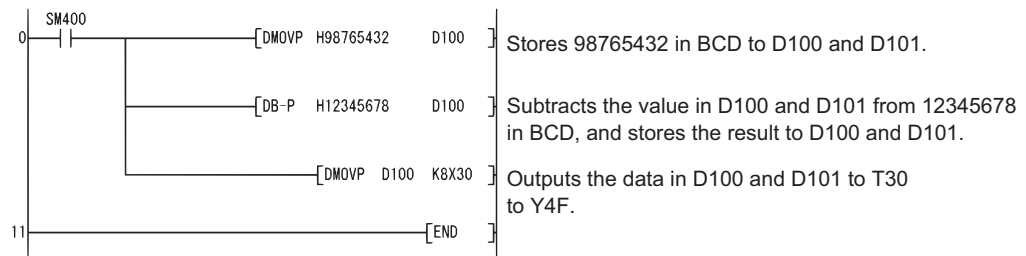 SM400
0 [DMOVP H98765432 D100 ] Stores 98765432 in BCD to D100 and D101.
[DB-P H12345678 D100 ] Subtracts the value in D100 and D101 from 12345678
in BCD, and stores the result to D100 and D101.
[DMOVP D100 K8X30 ] Outputs the data in D100 and D101 to T30
to Y4F.
11 [END ]